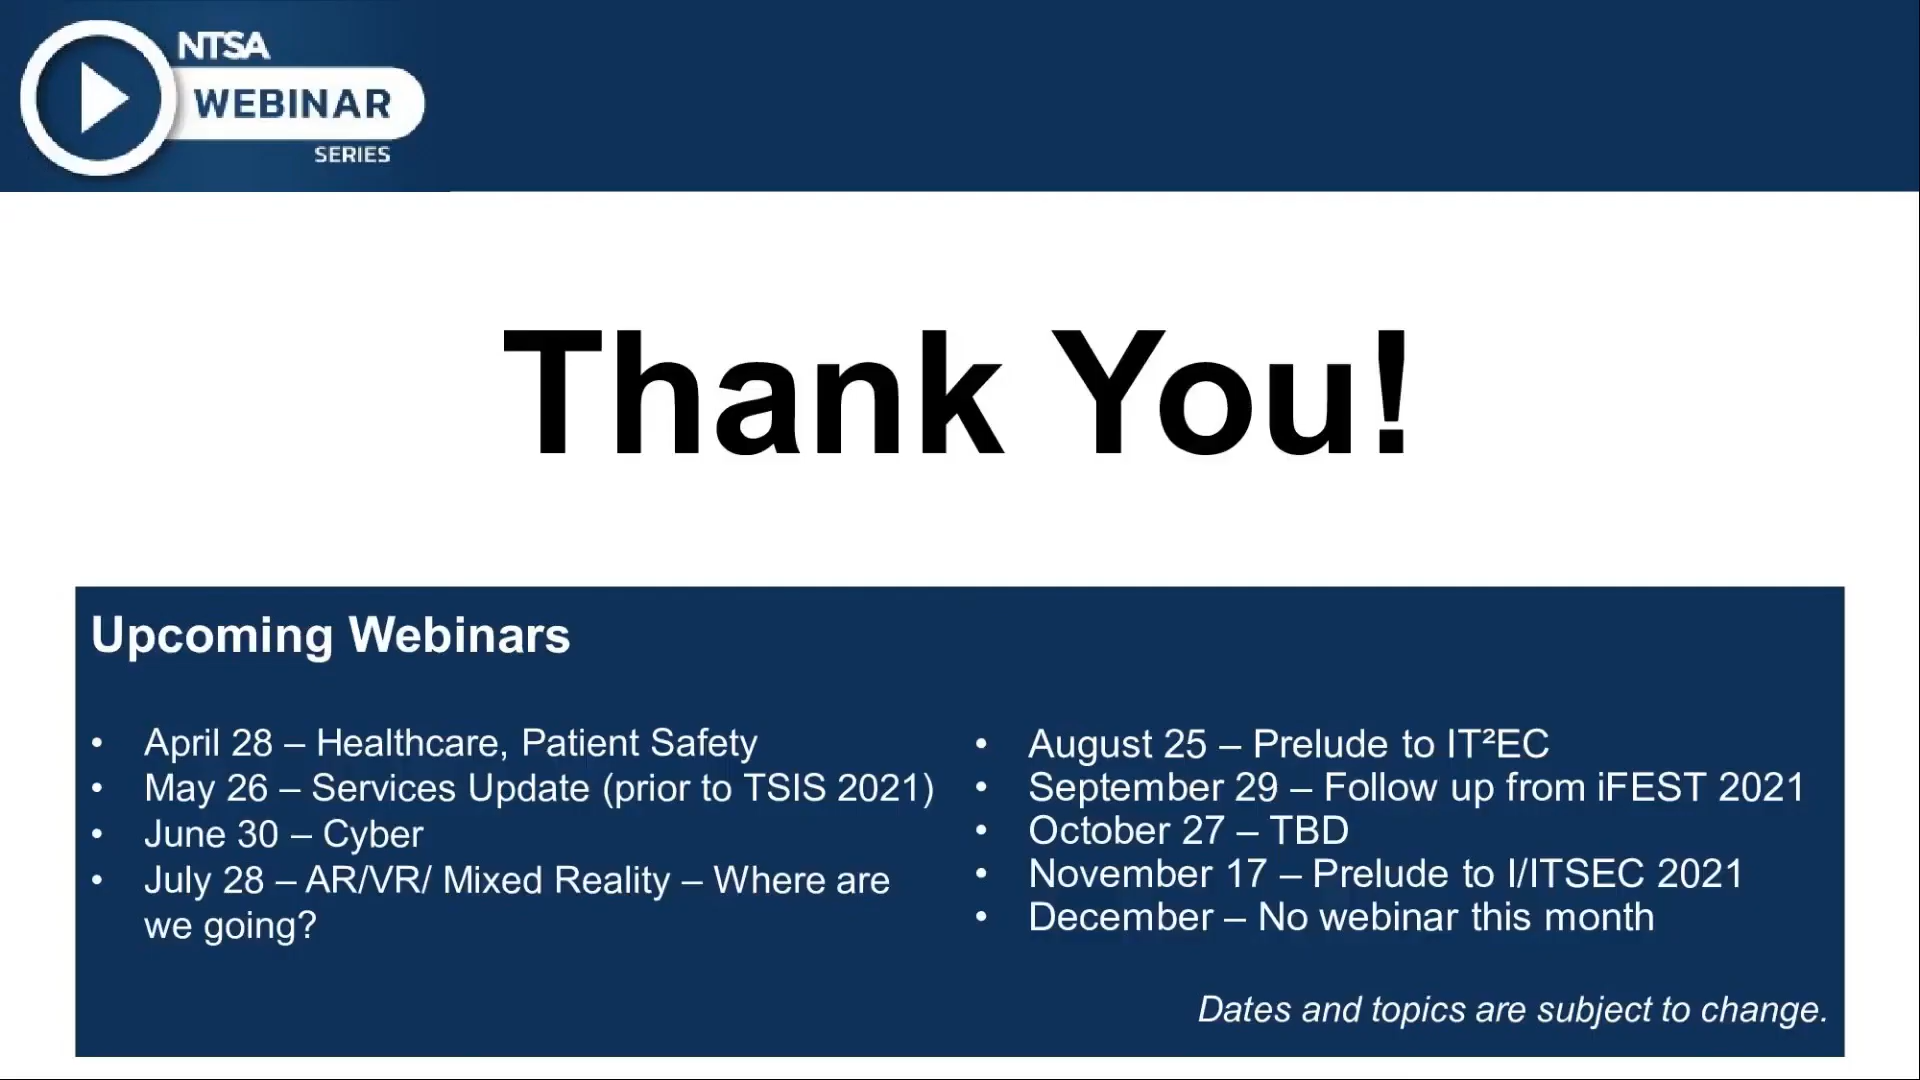 NTSA
WEBINAR
SERIES
Thank You!
Upcoming Webinars
• April 28 – Healthcare, Patient Safety
• May 26 – Services Update (prior to TSIS 2021)
• June 30 – Cyber
• July 28 – AR/VR/ Mixed Reality – Where are
we going?
• August 25 – Prelude to IT²EC
• September 29 – Follow up from iFEST 2021
• October 27 – TBD
• November 17 – Prelude to I/ITSEC 2021
• December – No webinar this month
Dates and topics are subject to change.